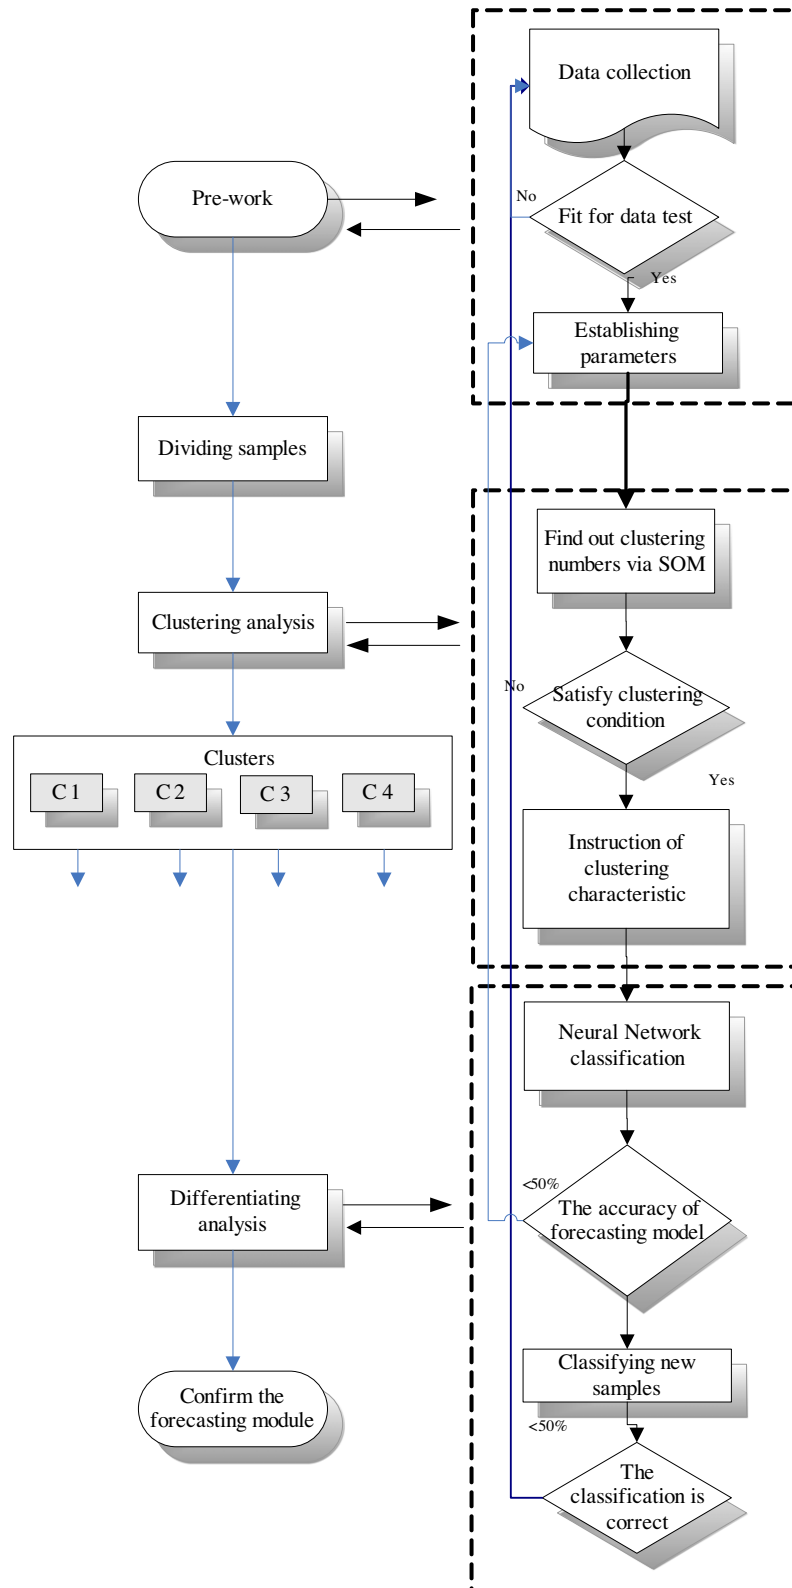 Data collection
Pre-work
No
Fit for data test
Yes
Establishing
parameters
Dividing samples
Find out clustering
numbers via SOM
Clustering analysis
No
Satisfy clustering
condition
Clusters
Yes
C 1
C 2
C 3
C 4
Instruction of
clustering
characteristic
Neural Network
classification
<50%
Differentiating
analysis
The accuracy of
forecasting model
Classifying new
samples
Confirm the
forecasting module
<50%
The
classification is
correct